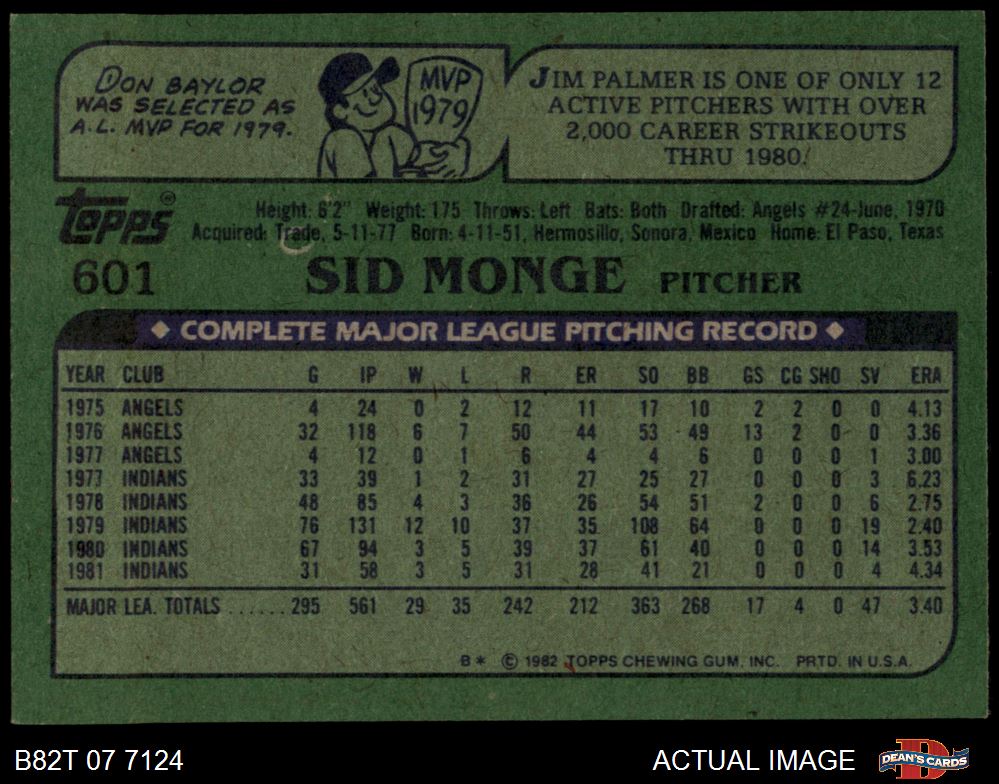 DON BAYLOR
WAS SELECTED AS
A.L. MVP FOR 1979.
MVP
1979
JIM PALMER IS ONE OF ONLY 12
ACTIVE PITCHERS WITH OVER
2,000 CAREER STRIKEOUTS
THRU 1980.
TOPPS®
Height: 6'2" Weight: 175 Throws: Left Bats: Both Drafted: Angels #24-June, 1970
Acquired: Trade, 5-11-77 Born: 4-11-51, Hermosillo, Sonora, Mexico Home: El Paso, Texas
601 SID MONGE PITCHER
◆ COMPLETE MAJOR LEAGUE PITCHING RECORD ◆
YEAR CLUB G IP W L R ER SO BB GS CG SHO SV ERA
1975 ANGELS 4 24 0 2 12 11 17 10 2 2 0 0 4.13
1976 ANGELS 32 118 6 7 50 44 53 49 13 2 0 0 3.36
1977 ANGELS 4 12 0 1 6 4 4 6 0 0 0 1 3.00
1977 INDIANS 33 39 1 2 31 27 25 27 0 0 0 3 6.23
1978 INDIANS 48 85 4 3 36 26 54 51 2 0 0 6 2.75
1979 INDIANS 76 131 12 10 37 35 108 64 0 0 0 19 2.40
1980 INDIANS 67 94 3 5 39 37 61 40 0 0 0 14 3.53
1981 INDIANS 31 58 3 5 31 28 41 21 0 0 0 4 4.34
MAJOR LEA. TOTALS ...... 295 561 29 35 242 212 363 268 17 4 0 47 3.40
B* © 1982 TOPPS CHEWING GUM, INC. PRTD. IN U.S.A.
B82T 07 7124
ACTUAL IMAGE
D
DEAN'S CARDS